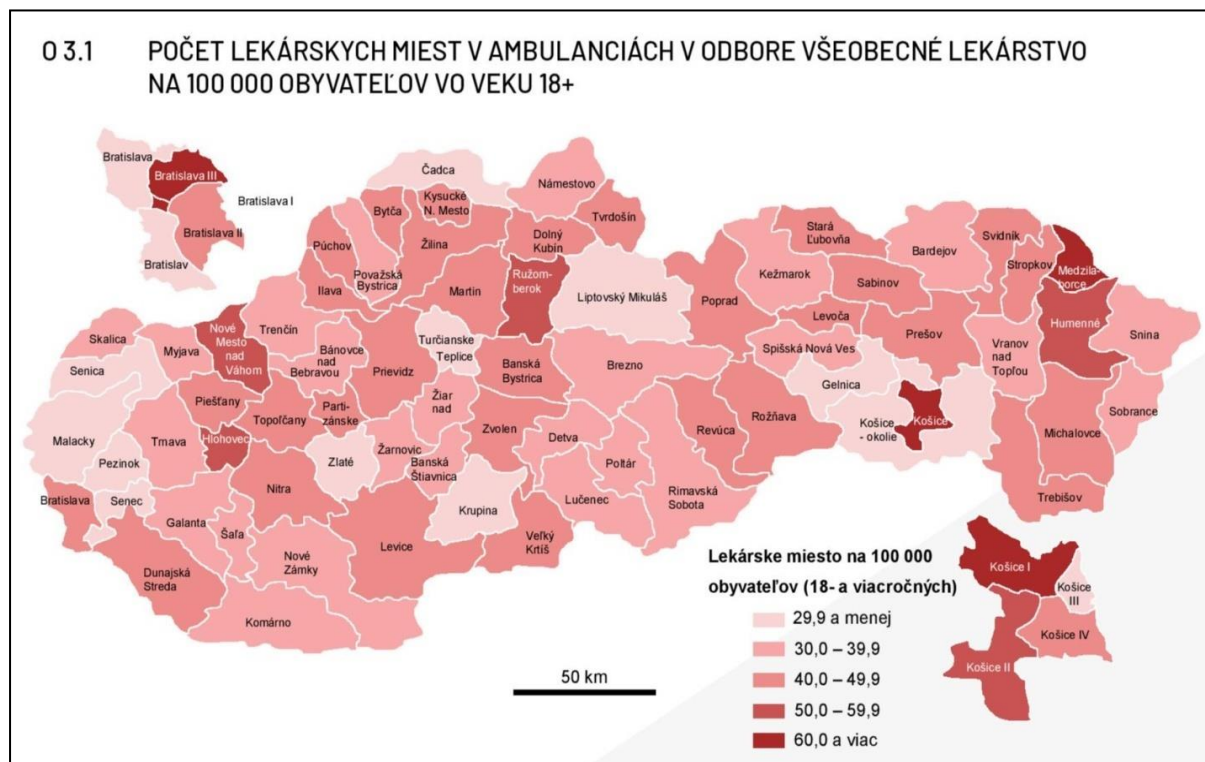 O 3.1 POČET LEKÁRSKYCH MIEST V AMBULANCIÁCH V ODBORE VŠEOBECNÉ LEKÁRSTVO
NA 100 000 OBYVATEĽOV VO VEKU 18+
Bratislava
Bratislava III
Bratislava I
Bratislava II
Bratislav
Čadca
Námestovo
Kysucké
N. Mesto
Bytča
Tvrdošín
Dolný
Kubín
Púchov
Žilina
Považská
Bystrica
Ilava
Martin
Ružom-
berok
Liptovský Mikuláš
Poprad
Kežmarok
Stará
Ľubovňa
Bardejov
Svidník
Stropkov
Medzila-
borce
Sabinov
Levoča
Prešov
Humenné
Snina
Skalica
Myjava
Nové
Mesto
nad
Váhom
Trenčín
Bánovce
nad
Bebravou
Prievidz
Turčianske
Teplice
Banská
Bystrica
Brezno
Spišská Nová Ves
Gelnica
Vranov
nad
Topľou
Senica
Piešťany
Topoľčany
Parti-
zánske
Žiar
nad
Zvolen
Detva
Revúca
Rožňava
Košice
- okolie
Košice
Michalovce
Sobrance
Malacky
Trnava
Hlohovec
Zlaté
Žarnovic
Banská
Štiavnica
Poltár
Pezinok
Nitra
Krupina
Lučenec
Rimavská
Sobota
Trebišov
Bratislava
Senec
Galanta
Šaľa
Levice
Veľký
Krtíš
Dunajská
Streda
Nové
Zámky
Komárno
Lekárske miesto na 100 000
obyvateľov (18- a viacročných)
29,9 a menej
30,0 – 39,9
40,0 – 49,9
50,0 – 59,9
60,0 a viac
50 km
Košice I
Košice
III
Košice IV
Košice II